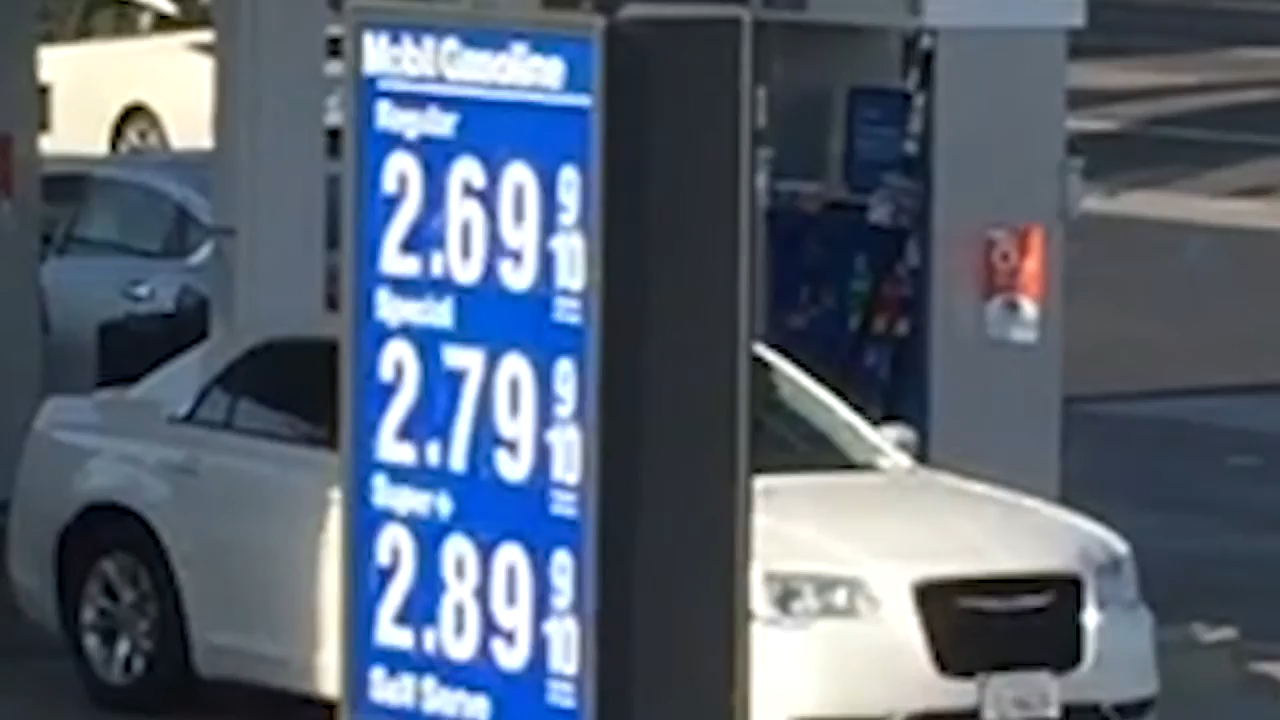 Mobil Gasoline
Regular
2.69 9/10
Special
2.79 9/10
Super+
2.89 9/10
Self Serve